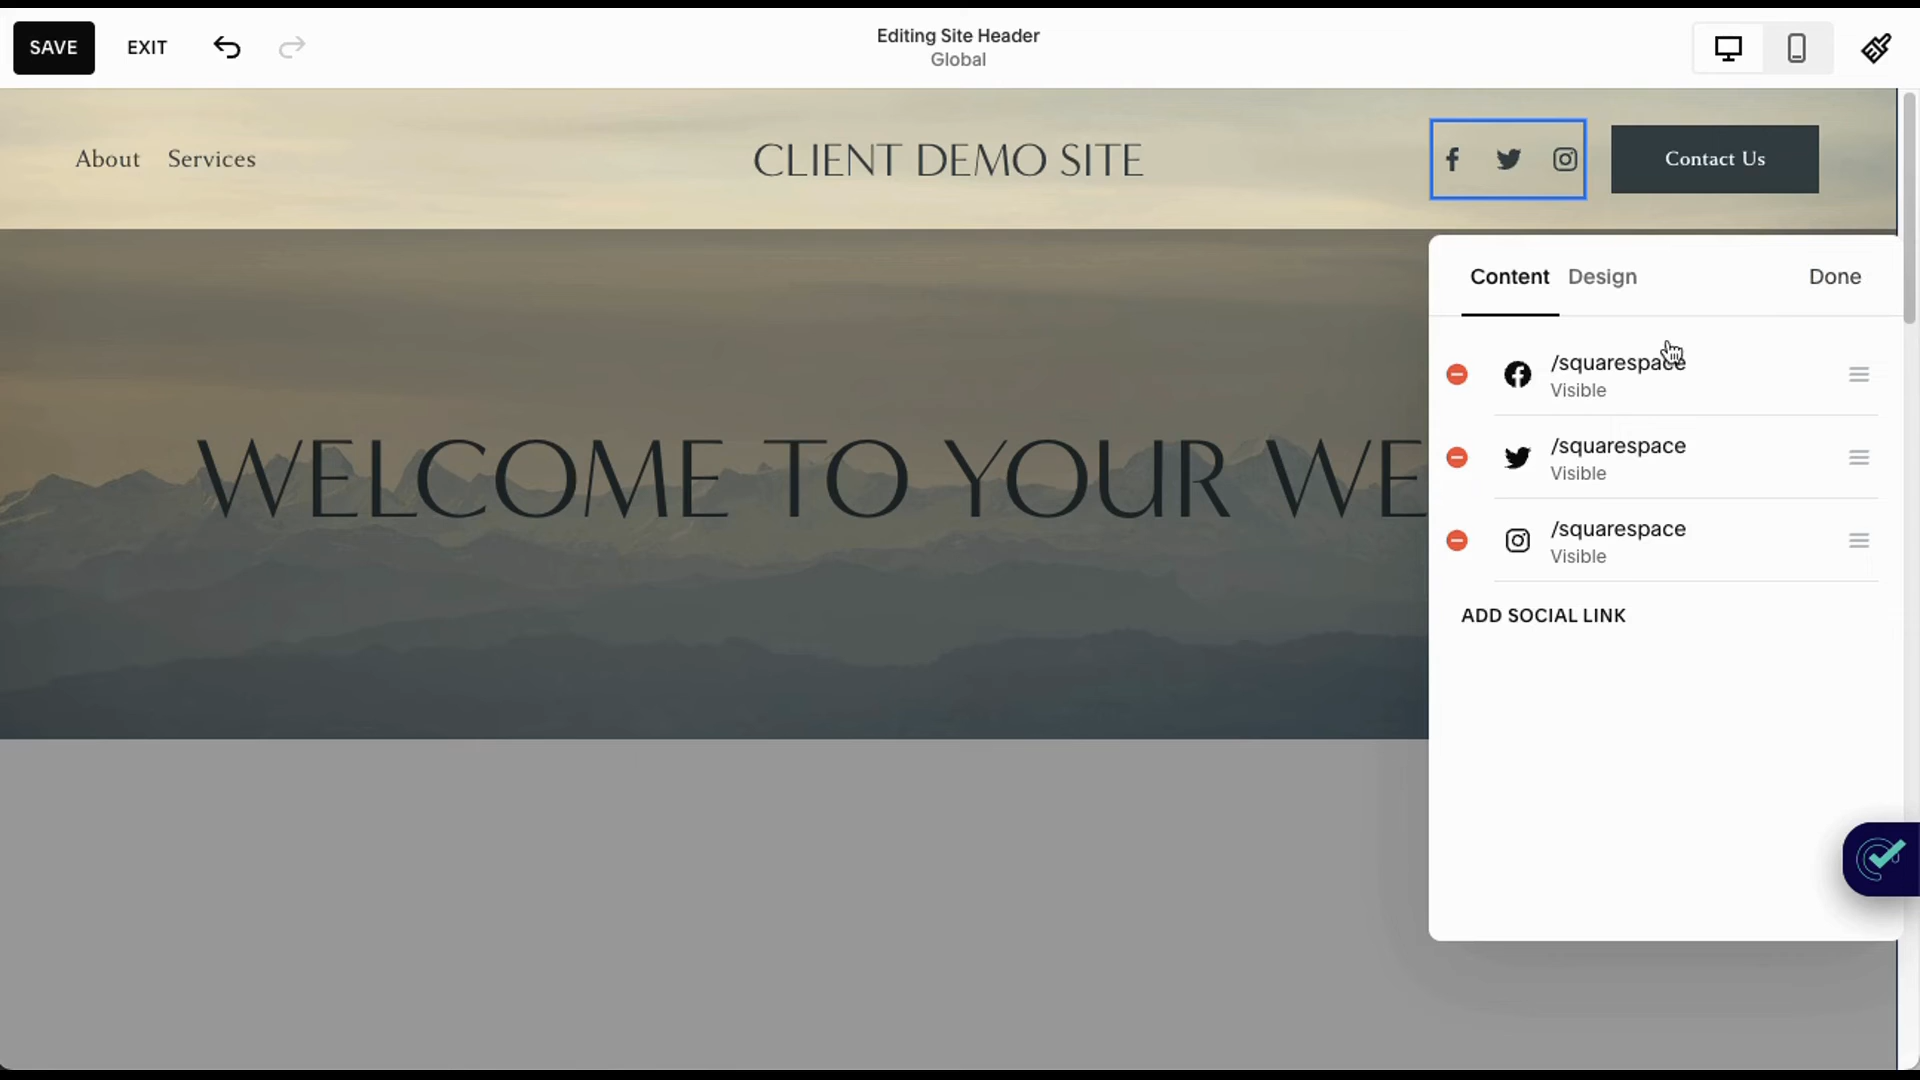 SAVE
EXIT
Editing Site Header
Global
About
Services
CLIENT DEMO SITE
Contact Us
WELCOME TO YOUR WE
Content
Design
Done
/squarespace
Visible
/squarespace
Visible
/squarespace
Visible
ADD SOCIAL LINK